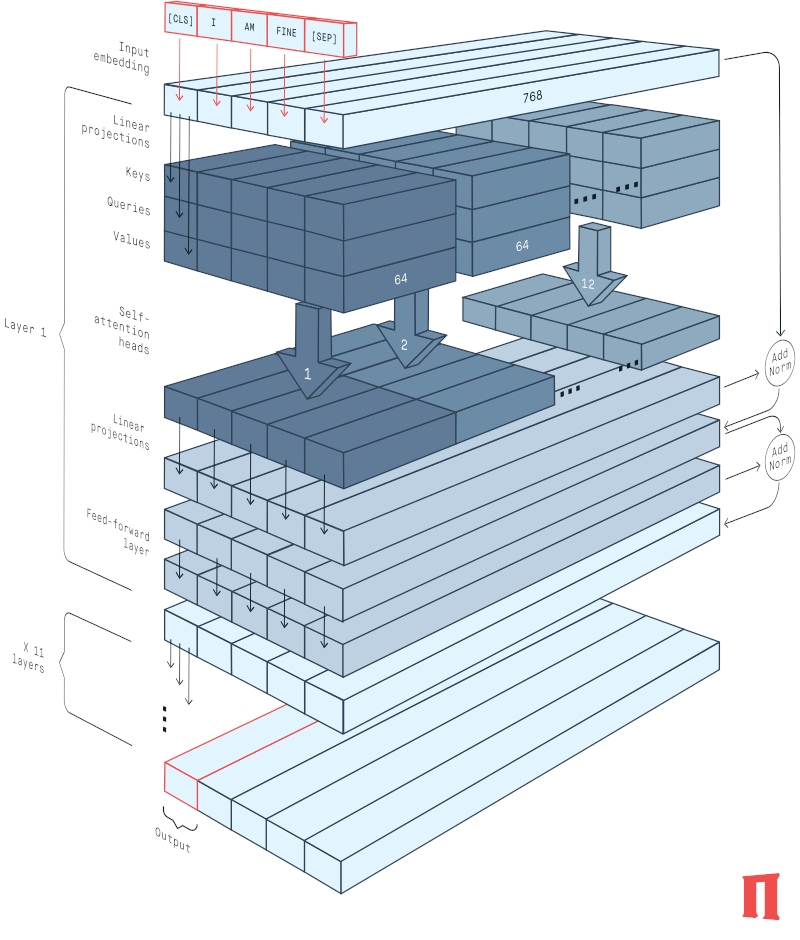 [CLS] I AM FINE [SEP]
Input
embedding
768
Linear
projections
Keys
Queries
Values
64
64
12
Layer 1
Self-
attention
heads
1
2
Add
Norm
Linear
projections
Add
Norm
Feed-forward
layer
X 11
layers
Output